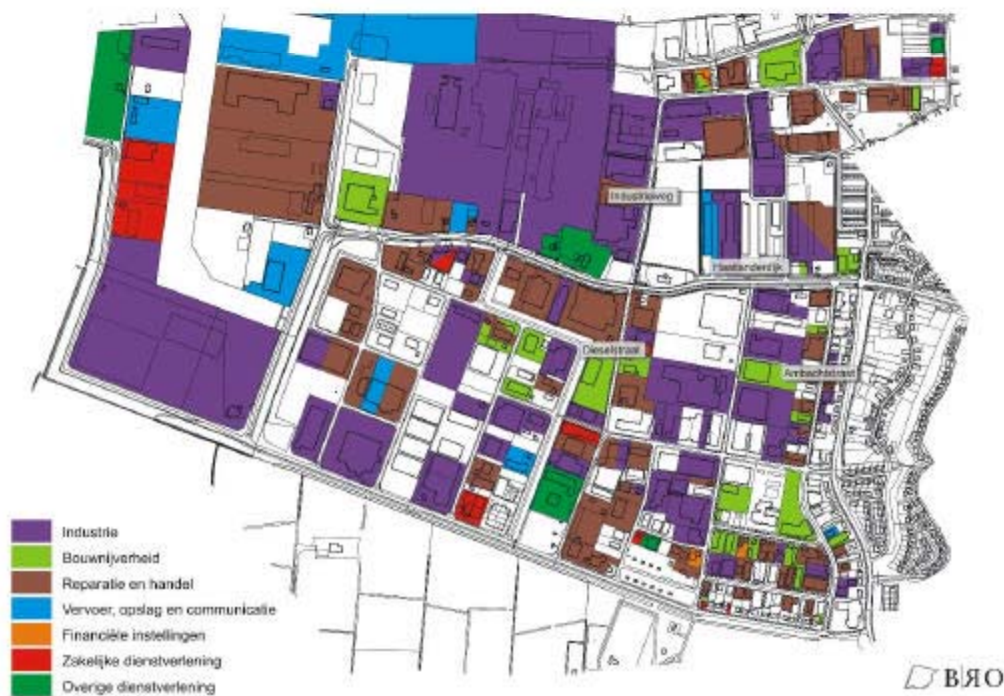 Industrieweg
Haatlanderdijk
Dieselstraat
Ambachtstraat
Industrie
Bouwnijverheid
Reparatie en handel
Vervoer, opslag en communicatie
Financiële instellingen
Zakelijke dienstverlening
Overige dienstverlening
BRO